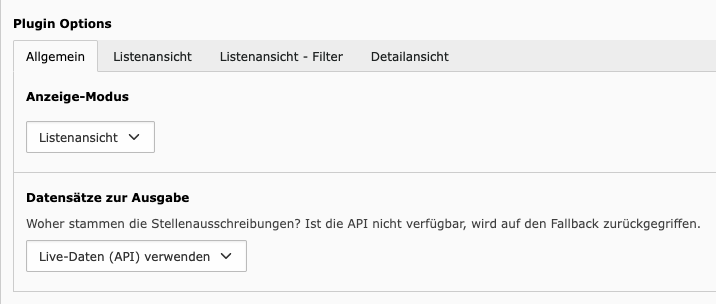 Plugin Options
Allgemein Listenansicht Listenansicht - Filter Detailansicht
Anzeige-Modus
Listenansicht
Datensätze zur Ausgabe
Woher stammen die Stellenausschreibungen? Ist die API nicht verfügbar, wird auf den Fallback zurückgegriffen.
Live-Daten (API) verwenden